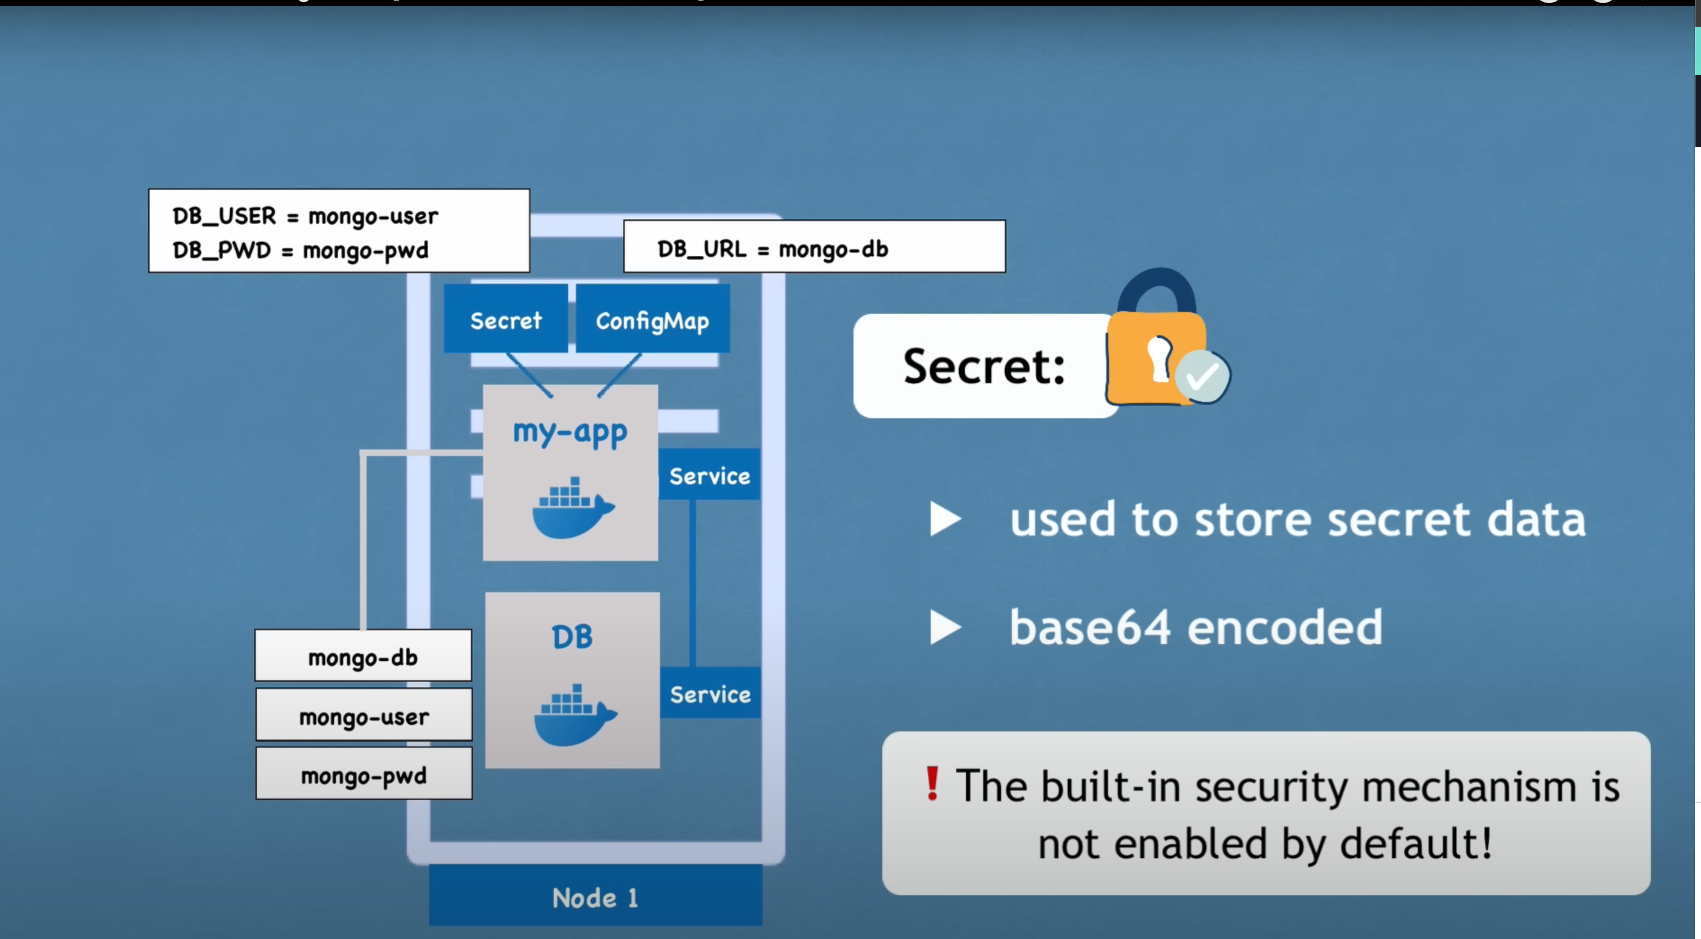 DB_USER = mongo-user
DB_PWD = mongo-pwd
DB_URL = mongo-db
Secret
ConfigMap
my-app
Service
DB
Service
mongo-db
mongo-user
mongo-pwd
Node 1
Secret:
used to store secret data
base64 encoded
! The built-in security mechanism is
not enabled by default!